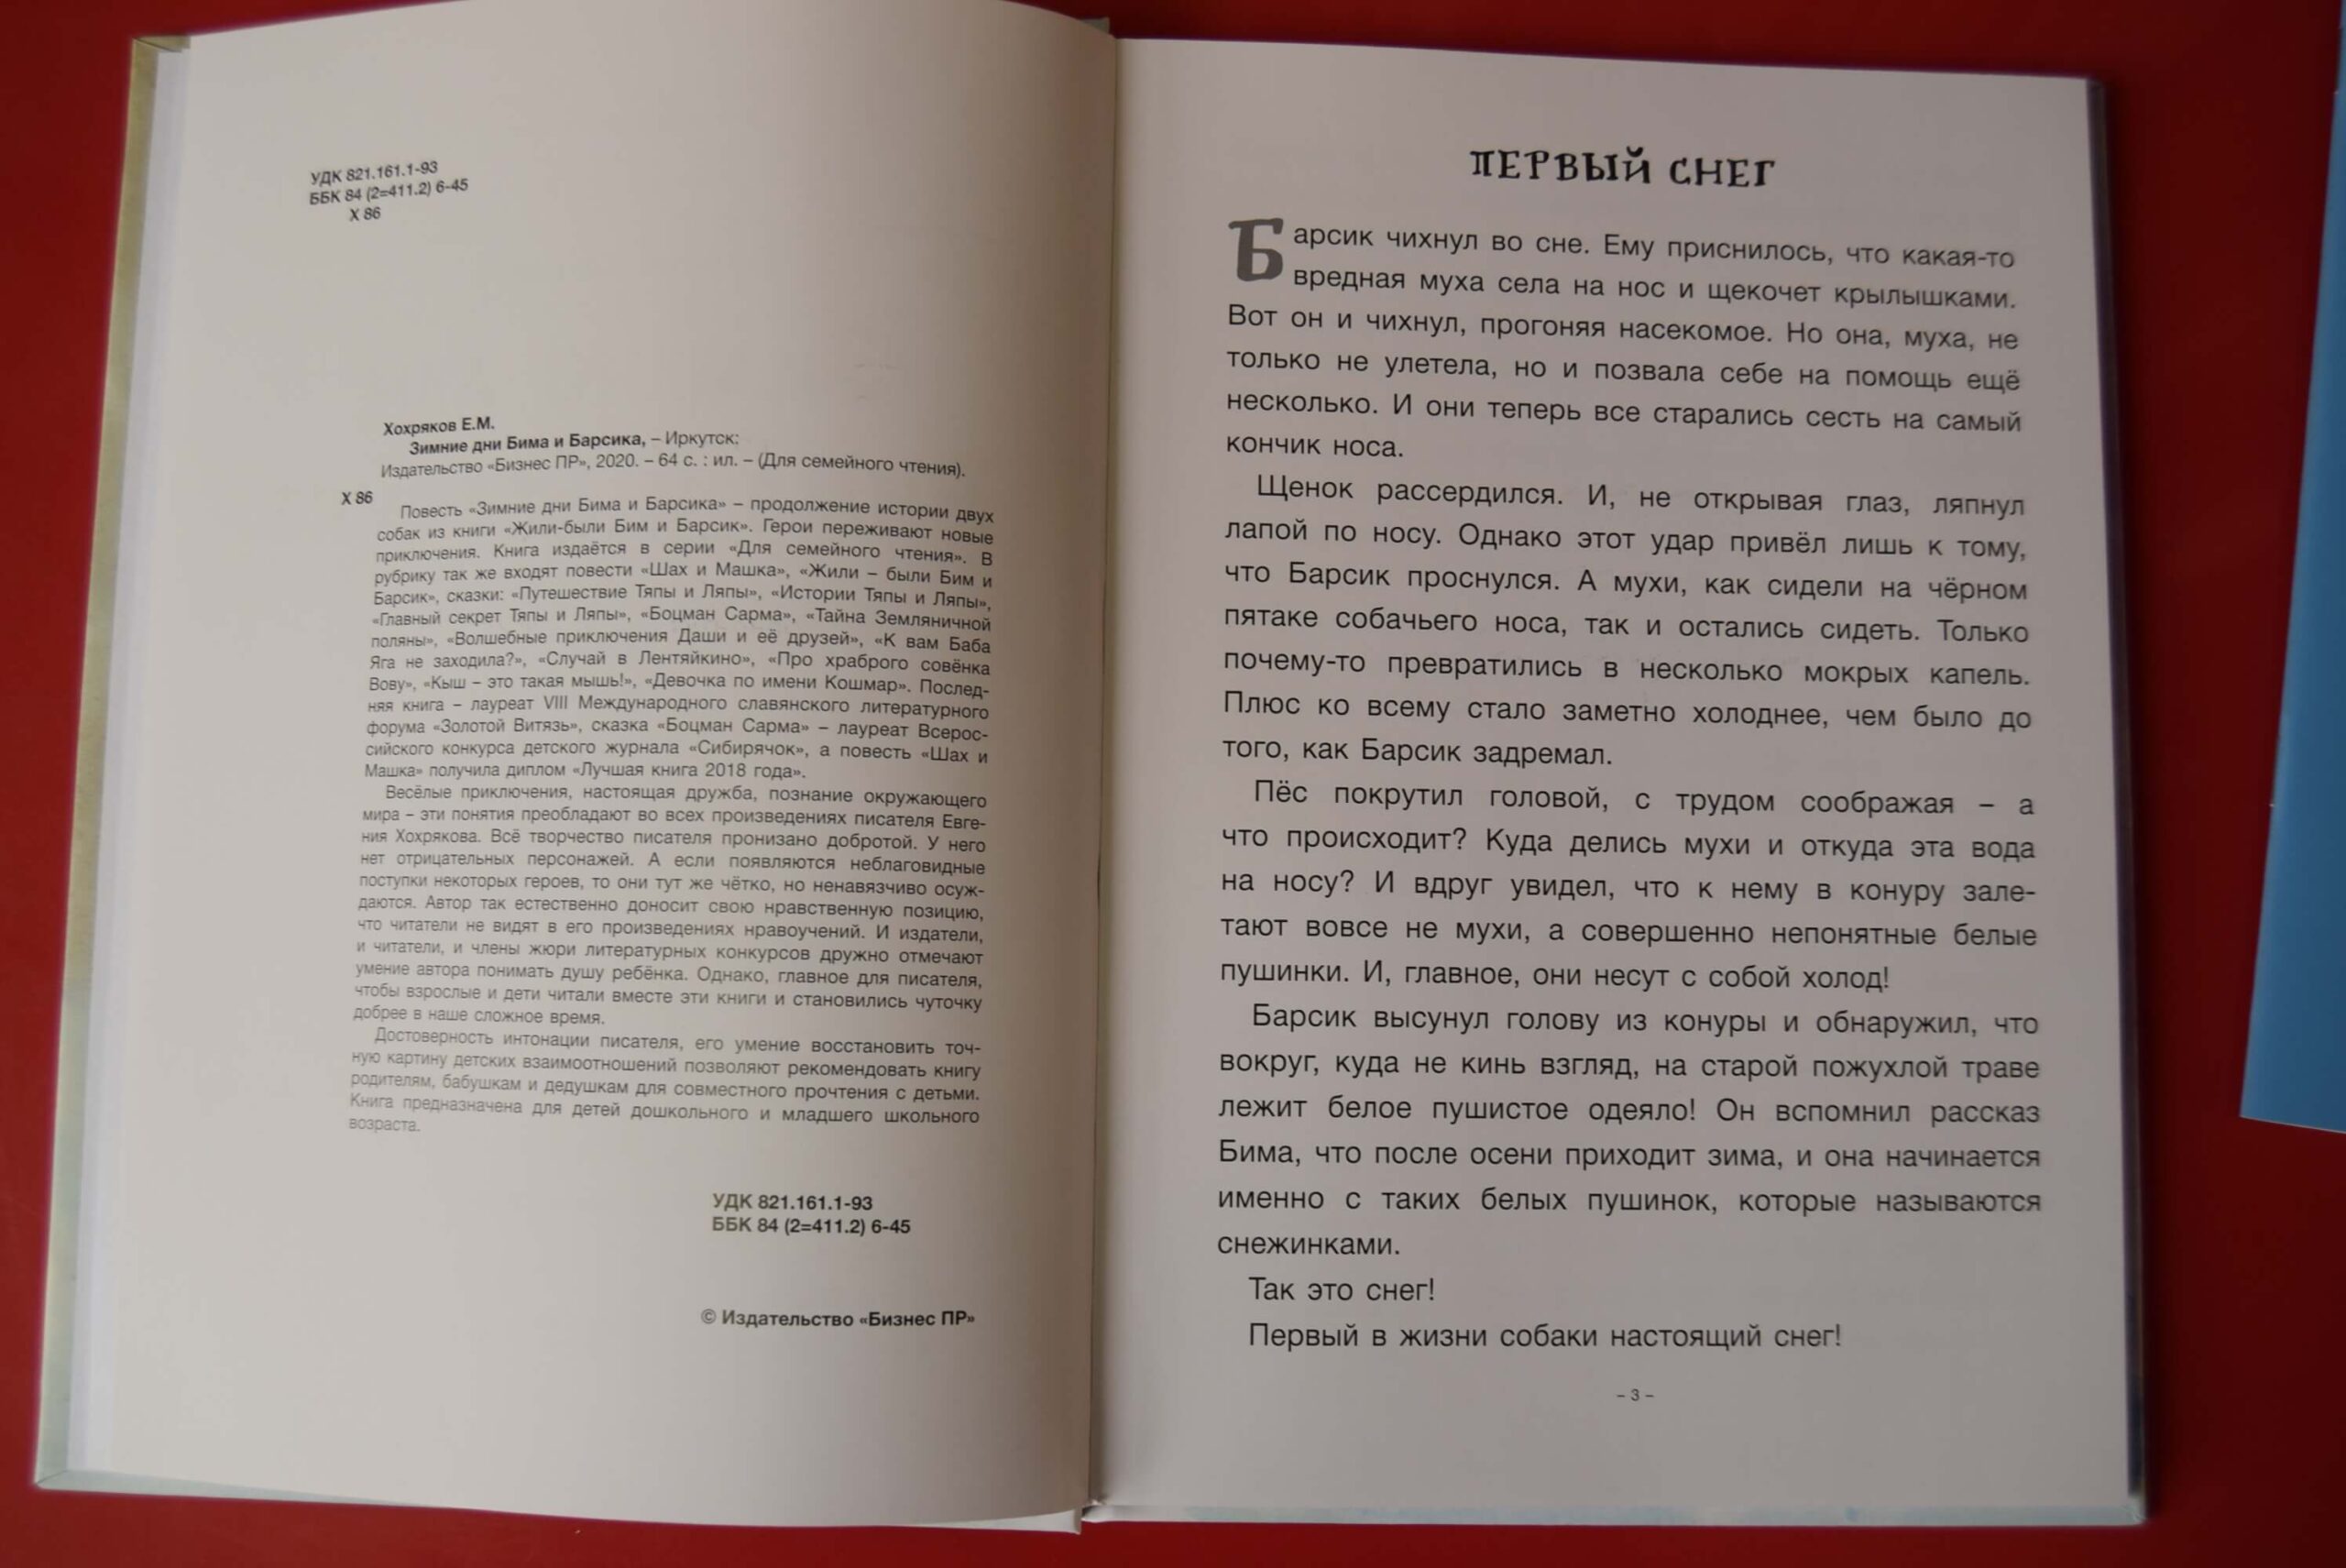 УДК 821.161.1-93
ББК 84 (2=411.2) 6-45
Х 86
Хохряков Е.М.
Зимние дни Бима и Барсика, – Иркутск:
Издательство «Бизнес ПР», 2020. – 64 с. : ил. – (Для семейного чтения).
Х 86
Повесть «Зимние дни Бима и Барсика» – продолжение истории двух
собак из книги «Жили-были Бим и Барсик». Герои переживают новые
приключения. Книга издаётся в серии «Для семейного чтения». В
рубрику так же входят повести «Шах и Машка», «Жили – были Бим и
Барсик», сказки: «Путешествие Тяпы и Ляпы», «Истории Тяпы и Ляпы»,
«Главный секрет Тяпы и Ляпы», «Боцман Сарма», «Тайна Земляничной
поляны», «Волшебные приключения Даши и её друзей», «К вам Баба
Яга не заходила?», «Случай в Лентяйкино», «Про храброго совёнка
Вову», «Кыш – это такая мышь!», «Девочка по имени Кошмар». Послед-
няя книга – лауреат VIII Международного славянского литературного
форума «Золотой Витязь», сказка «Боцман Сарма» – лауреат Всерос-
сийского конкурса детского журнала «Сибирячок», а повесть «Шах и
Машка» получила диплом «Лучшая книга 2018 года».
Весёлые приключения, настоящая дружба, познание окружающего
мира – эти понятия преобладают во всех произведениях писателя Евге-
ния Хохрякова. Всё творчество писателя пронизано добротой. У него
нет отрицательных персонажей. А если появляются неблаговидные
поступки некоторых героев, то они тут же чётко, но ненавязчиво осуж-
даются. Автор так естественно доносит свою нравственную позицию,
что читатели не видят в его произведениях нравоучений. И издатели,
и читатели, и члены жюри литературных конкурсов дружно отмечают
умение автора понимать душу ребёнка. Однако, главное для писателя,
чтобы взрослые и дети читали вместе эти книги и становились чуточку
добрее в наше сложное время.
Достоверность интонации писателя, его умение восстановить точ-
ную картину детских взаимоотношений позволяют рекомендовать книгу
родителям, бабушкам и дедушкам для совместного прочтения с детьми.
Книга предназначена для детей дошкольного и младшего школьного
возраста.
УДК 821.161.1-93
ББК 84 (2=411.2) 6-45
© Издательство «Бизнес ПР»
ПЕРВЫЙ СНЕГ
Барсик чихнул во сне. Ему приснилось, что какая-то
вредная муха села на нос и щекочет крылышками.
Вот он и чихнул, прогоняя насекомое. Но она, муха, не
только не улетела, но и позвала себе на помощь ещё
несколько. И они теперь все старались сесть на самый
кончик носа.
Щенок рассердился. И, не открывая глаз, ляпнул
лапой по носу. Однако этот удар привёл лишь к тому,
что Барсик проснулся. А мухи, как сидели на чёрном
пятаке собачьего носа, так и остались сидеть. Только
почему-то превратились в несколько мокрых капель.
Плюс ко всему стало заметно холоднее, чем было до
того, как Барсик задремал.
Пёс покрутил головой, с трудом соображая – а
что происходит? Куда делись мухи и откуда эта вода
на носу? И вдруг увидел, что к нему в конуру зале-
тают вовсе не мухи, а совершенно непонятные белые
пушинки. И, главное, они несут с собой холод!
Барсик высунул голову из конуры и обнаружил, что
вокруг, куда не кинь взгляд, на старой пожухлой траве
лежит белое пушистое одеяло! Он вспомнил рассказ
Бима, что после осени приходит зима, и она начинается
именно с таких белых пушинок, которые называются
снежинками.
Так это снег!
Первый в жизни собаки настоящий снег!
– 3 –